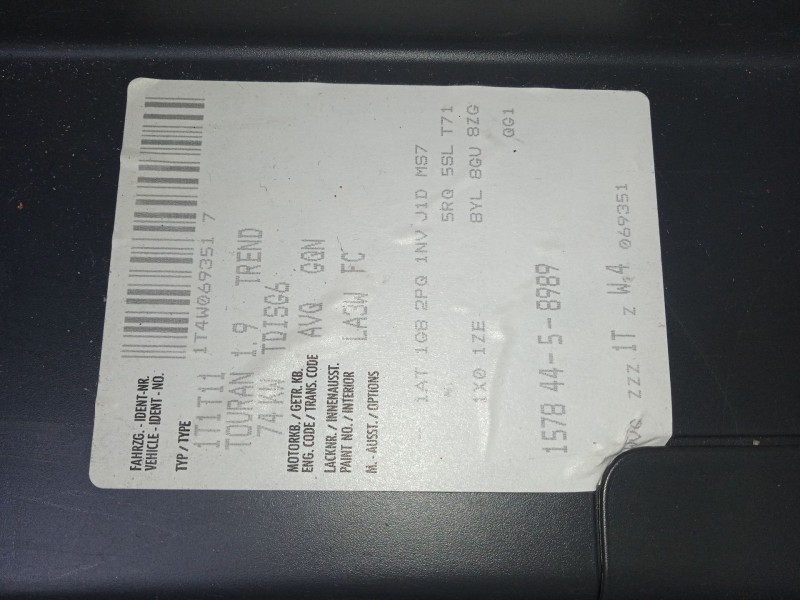 FAHRZG. - IDENT-NR.
VEHICLE - IDENT - NO.
1T4W069351 7
TYP / TYPE
1T1T11
TOURAN 1.9 TREND
74 KW TDISG6
MOTORKB. / GETR. KB.
ENG. CODE / TRANS. CODE
AVQ GQN
LACKNR. / INNENAUSST.
PAINT NO. / INTERIOR
LA3W FC
M. - AUSST. / OPTIONS
1AT 1G8 2PQ 1NV J1D MS7
5RQ 5SL T71
1X0 1ZE 8YL 8GU 8ZG
QG1
1578 44-5-8989
ZZZ 1T Z W 4 069351